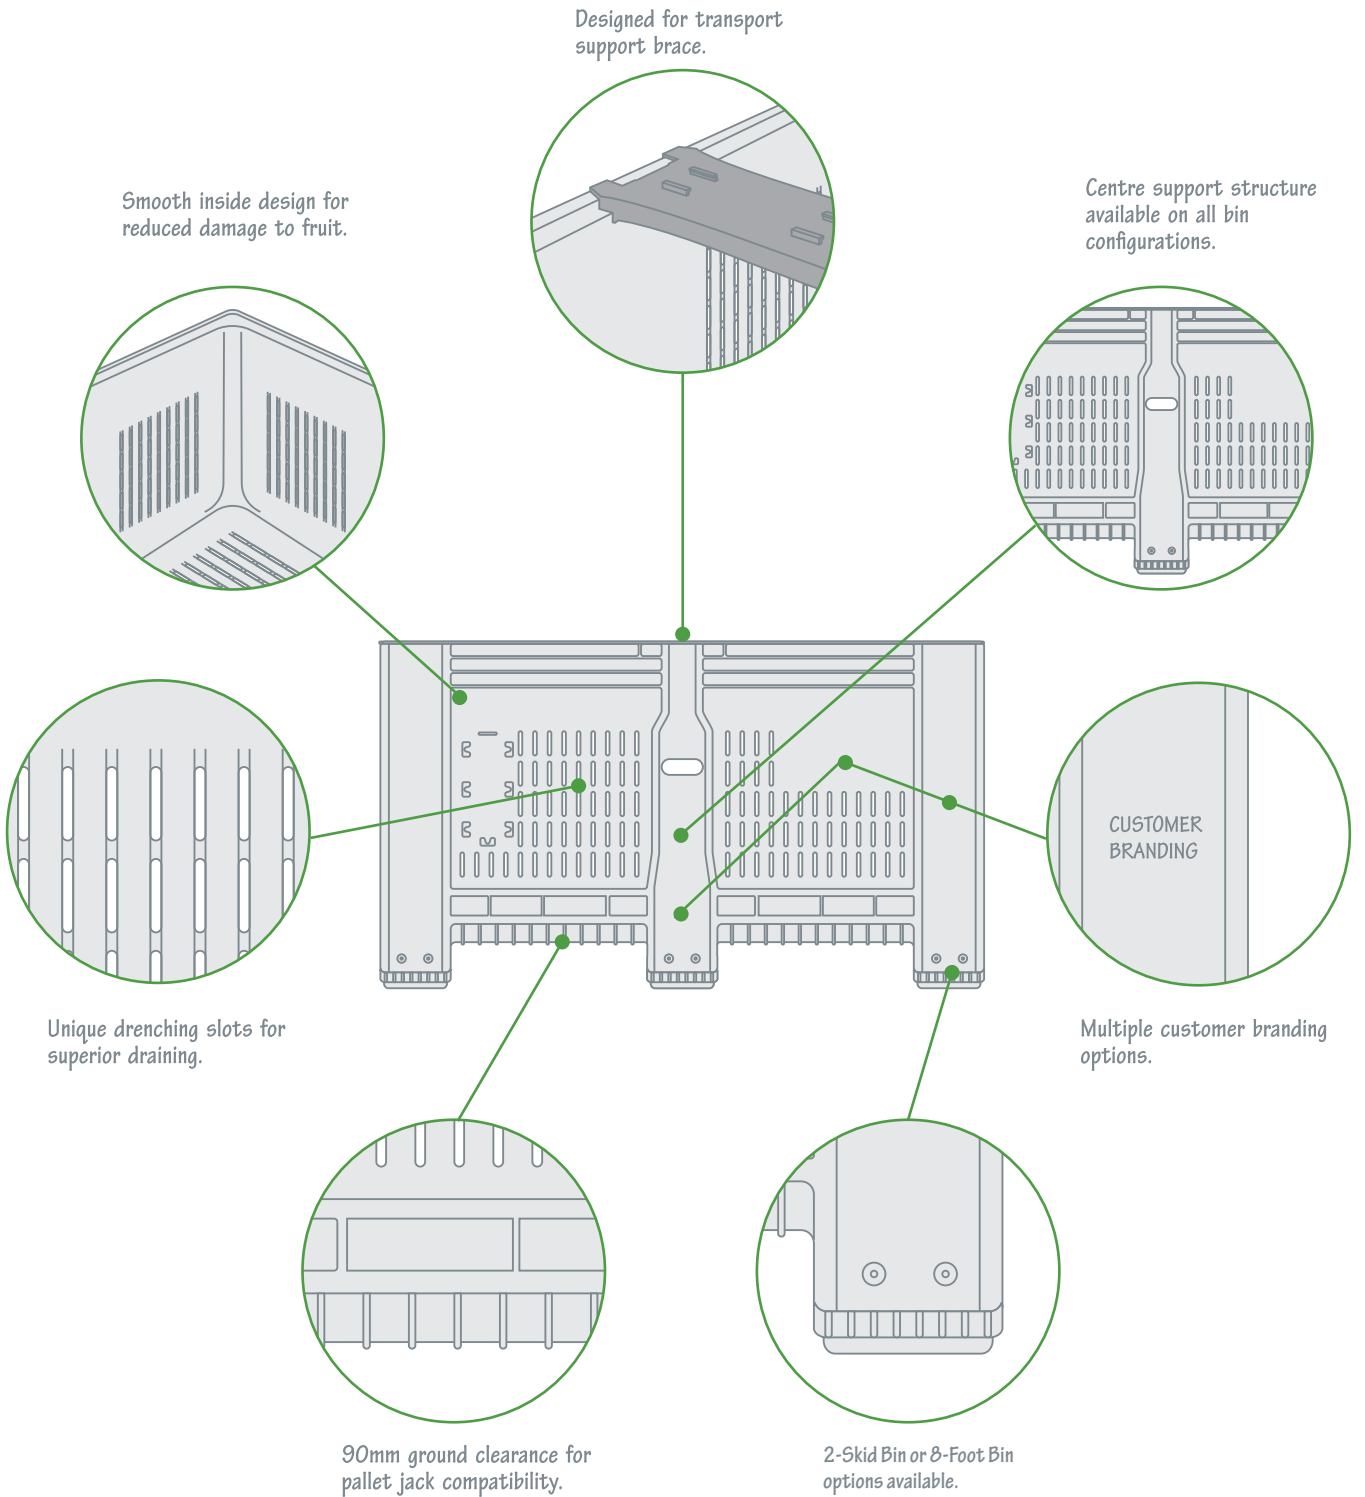 Designed for transport
support brace.
Smooth inside design for
reduced damage to fruit.
Centre support structure
available on all bin
configurations.
CUSTOMER
BRANDING
Unique drenching slots for
superior draining.
Multiple customer branding
options.
90mm ground clearance for
pallet jack compatibility.
2-Skid Bin or 8-Foot Bin
options available.